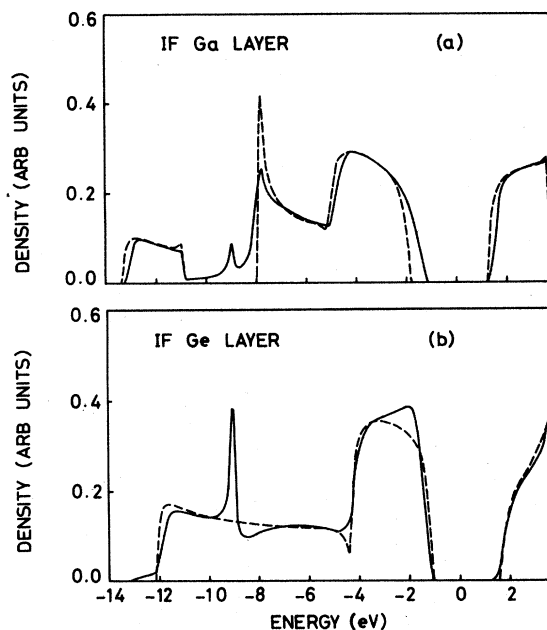 0.6
IF Ga LAYER (a)
0.4
0.2
0.0
DENSITY (ARB UNITS)
0.6
IF Ge LAYER (b)
0.4
0.2
0.0
DENSITY (ARB UNITS)
-14 -12 -10 -8 -6 -4 -2 0 2
ENERGY (eV)